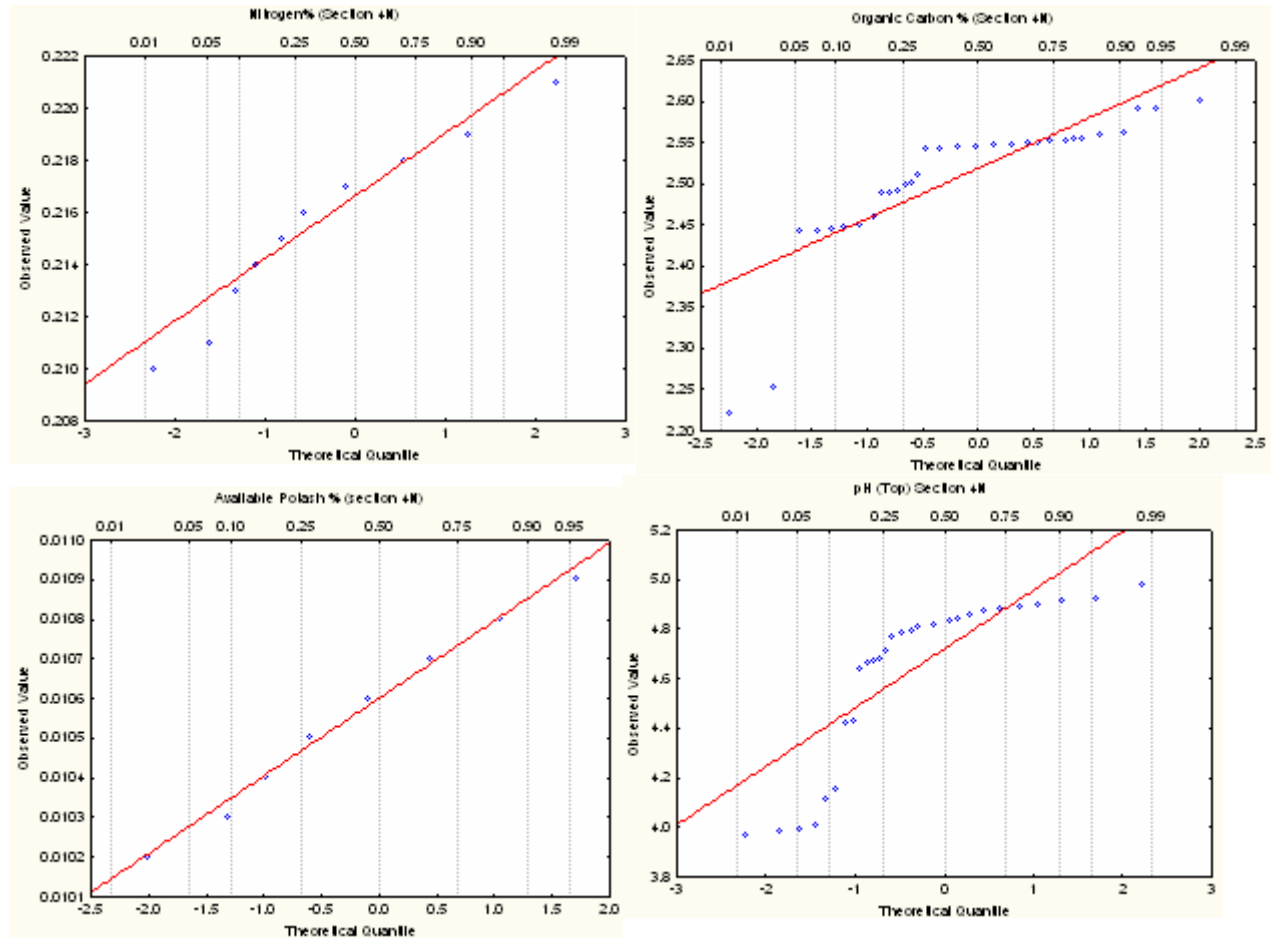 Nitrogen% (Section 4N)
0.01 0.05 0.10 0.25 0.50 0.75 0.90 0.99
0.222
0.220
0.218
0.216
0.214
0.212
0.210
0.208
Observed Value
-3 -2 -1 0 1 2 3
Theoretical Quantile
Organic Carbon % (Section 4N)
0.01 0.05 0.10 0.25 0.50 0.75 0.90 0.95 0.99
2.65
2.60
2.55
2.50
2.45
2.40
2.35
2.30
2.25
2.20
Observed Value
-2.5 -2.0 -1.5 -1.0 -0.5 0.0 0.5 1.0 1.5 2.0 2.5
Theoretical Quantile
Available Potash % (section 4N)
0.01 0.05 0.10 0.25 0.50 0.75 0.90 0.95
0.0110
0.0109
0.0108
0.0107
0.0106
0.0105
0.0104
0.0103
0.0102
0.0101
Observed Value
-2.5 -2.0 -1.5 -1.0 -0.5 0.0 0.5 1.0 1.5 2.0
Theoretical Quantile
pH (Top) Section 4N
0.01 0.05 0.25 0.50 0.75 0.90 0.99
5.2
5.0
4.8
4.6
4.4
4.2
4.0
3.8
Observed Value
-3 -2 -1 0 1 2 3
Theoretical Quantile